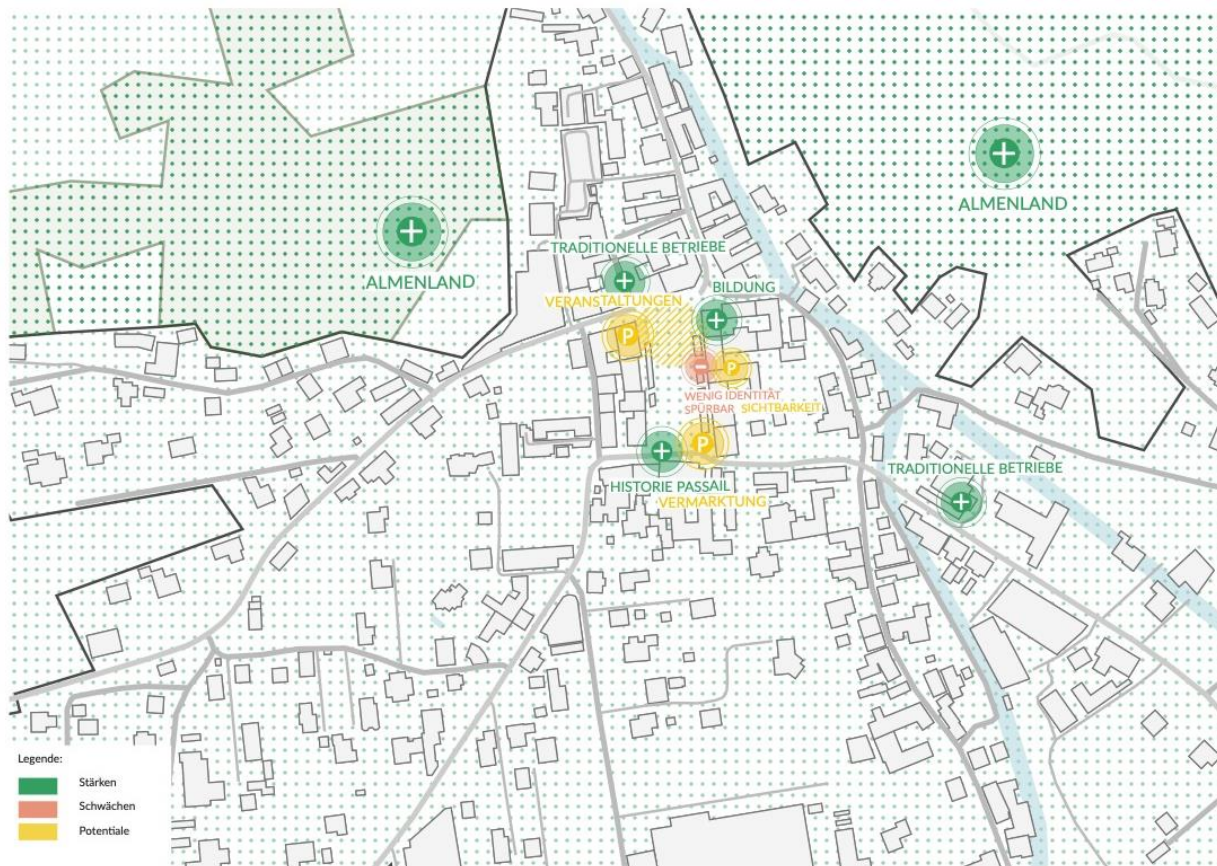 ALMENLAND
ALMENLAND
TRADITIONELLE BETRIEBE
BILDUNG
VERANSTALTUNGEN
P
P
WENIG IDENTITÄT
SPÜRBAR SICHTBARKEIT
P
HISTORIE PASSAIL
VERMARKTUNG
TRADITIONELLE BETRIEBE
Legende:
Stärken
Schwächen
Potentiale